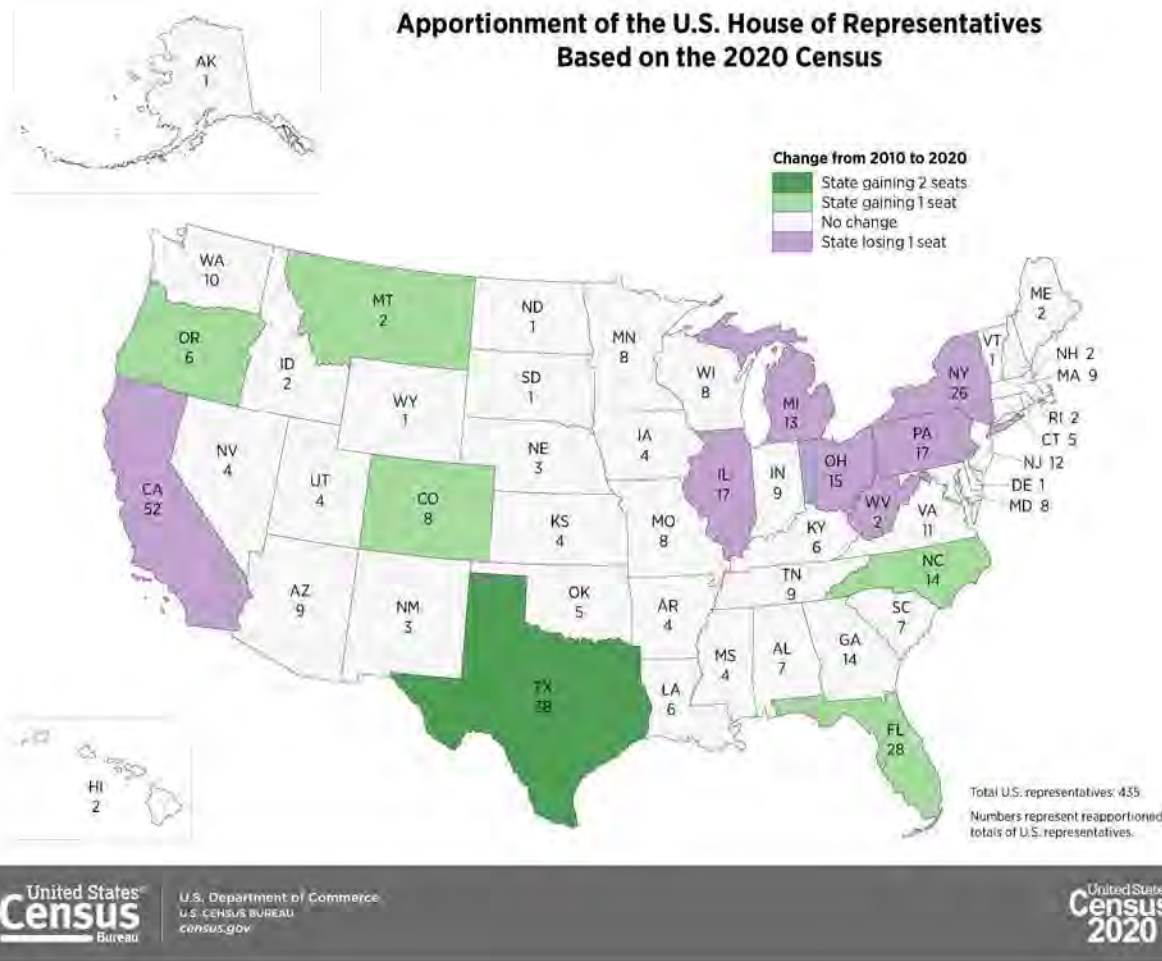 Apportionment of the U.S. House of Representatives
Based on the 2020 Census
AK
1
Change from 2010 to 2020
State gaining 2 seats
State gaining 1 seat
No change
State losing 1 seat
WA
10
MT
2
ND
1
MN
8
ME
2
VT
1
NH 2
MA 9
OR
6
ID
2
SD
1
WI
8
MI
13
NY
26
RI 2
CT 5
WY
1
IA
4
NE
3
PA
17
NJ 12
NV
4
UT
4
CO
8
IL
17
IN
9
OH
15
WV
2
VA
11
DE 1
MD 8
CA
52
KS
4
MO
8
KY
6
NC
14
AZ
9
NM
3
OK
5
AR
4
TN
9
SC
7
MS
4
AL
7
GA
14
TX
38
LA
6
FL
28
HI
2
Total U.S. representatives: 435
Numbers represent reapportioned
totals of U.S. representatives.
United States®
Census
Bureau
U.S. Department of Commerce
U.S. CENSUS BUREAU
census.gov
United State
Census
2020